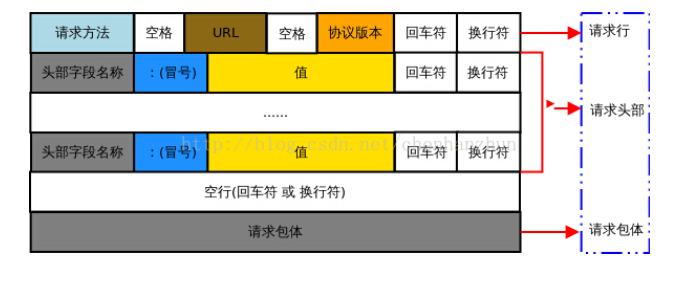 请求方法 空格 URL 空格 协议版本 回车符 换行符 请求行
头部字段名称 :(冒号) 值 回车符 换行符
...... 请求头部
头部字段名称 :(冒号) 值 回车符 换行符
http://blog.csdn.net/chophanzhun
空行(回车符 或 换行符)
请求包体 请求包体